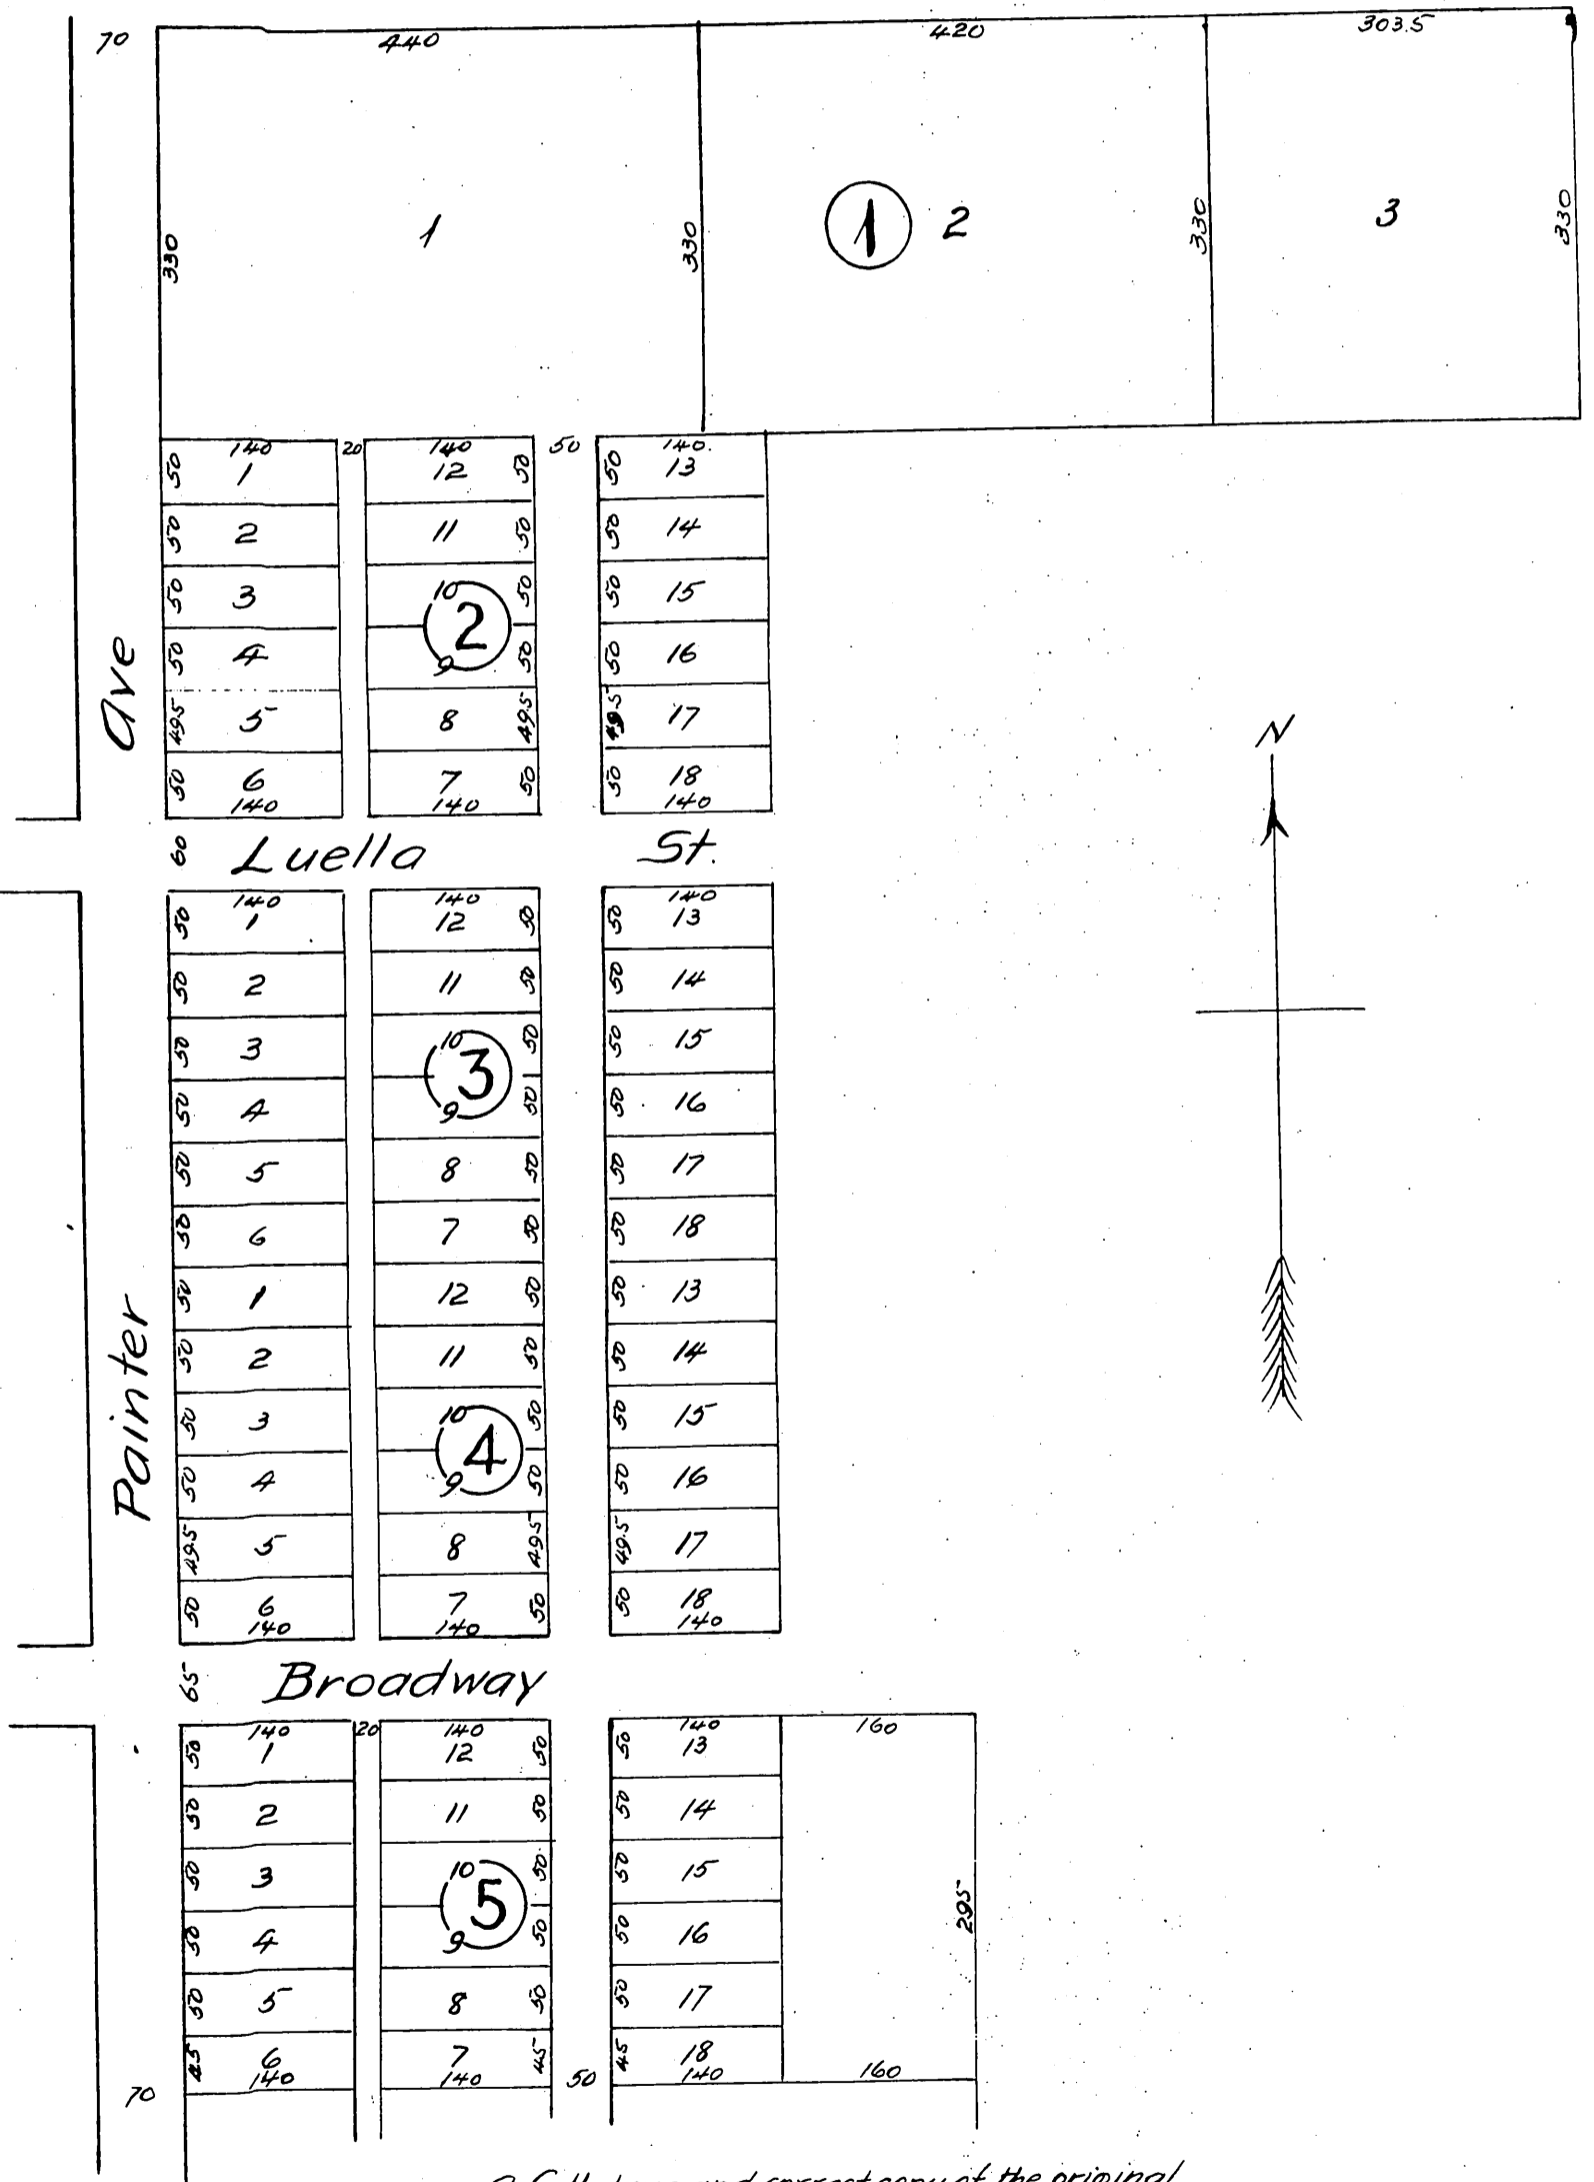 70 440 420 303.5
330 1 330 1 2 330 3 330
140 20 140 50 140.
50 1 12 50 50 13
50 2 11 50 50 14
50 3 10 50 50 15
2
50 4 9 50 50 16
49.5 5 8 49.5 49.5 17
50 6 7 50 50 18
140 140 140
Ave
60 Luella St.
N
140 140 140
50 1 12 50 50 13
50 2 11 50 50 14
50 3 10 50 50 15
3
50 4 9 50 50 16
50 5 8 50 50 17
50 6 7 50 50 18
50 1 12 50 50 13
50 2 11 50 50 14
50 3 10 50 50 15
4
50 4 9 50 50 16
49.5 5 8 49.5 49.5 17
50 6 7 50 50 18
140 140 140
Painter
65 Broadway
140 20 140 140 160
50 1 12 50 50 13
50 2 11 50 50 14
50 3 10 50 50 15
5 295
50 4 9 50 50 16
50 5 8 50 50 17
45 6 7 45 45 18
70 140 140 50 140 160
and correct copy of the original